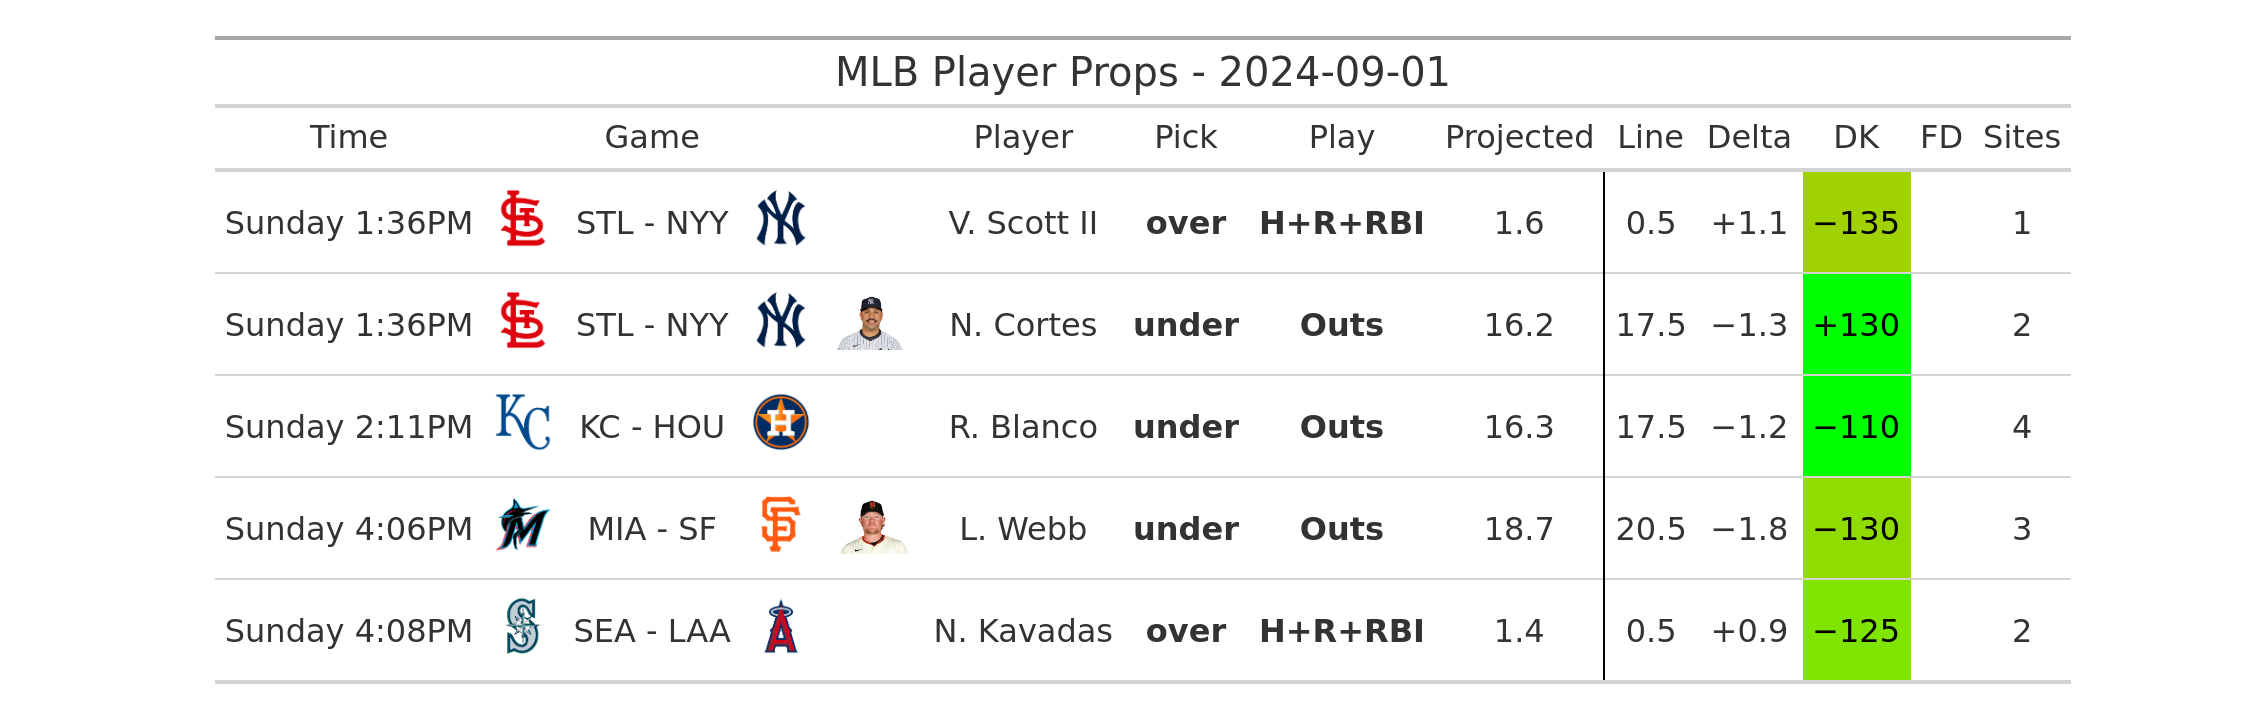 MLB Player Props - 2024-09-01
Time Game Player Pick Play Projected Line Delta DK FD Sites
Sunday 1:36PM STL - NYY V. Scott II over H+R+RBI 1.6 0.5 +1.1 −135 1
Sunday 1:36PM STL - NYY N. Cortes under Outs 16.2 17.5 −1.3 +130 2
Sunday 2:11PM KC - HOU R. Blanco under Outs 16.3 17.5 −1.2 −110 4
Sunday 4:06PM MIA - SF L. Webb under Outs 18.7 20.5 −1.8 −130 3
Sunday 4:08PM SEA - LAA N. Kavadas over H+R+RBI 1.4 0.5 +0.9 −125 2